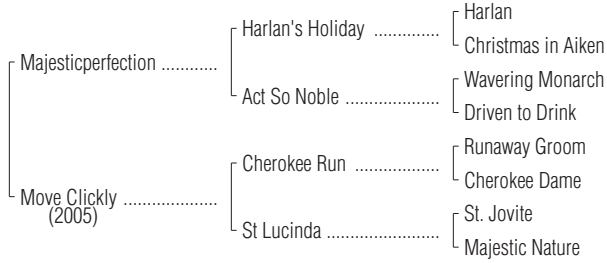 Harlan
Harlan's Holiday ..............
Christmas in Aiken
Majesticperfection ............
Wavering Monarch
Act So Noble ....................
Driven to Drink
Runaway Groom
Cherokee Run ..................
Cherokee Dame
Move Clickly ....................
(2005)
St. Jovite
St Lucinda ........................
Majestic Nature